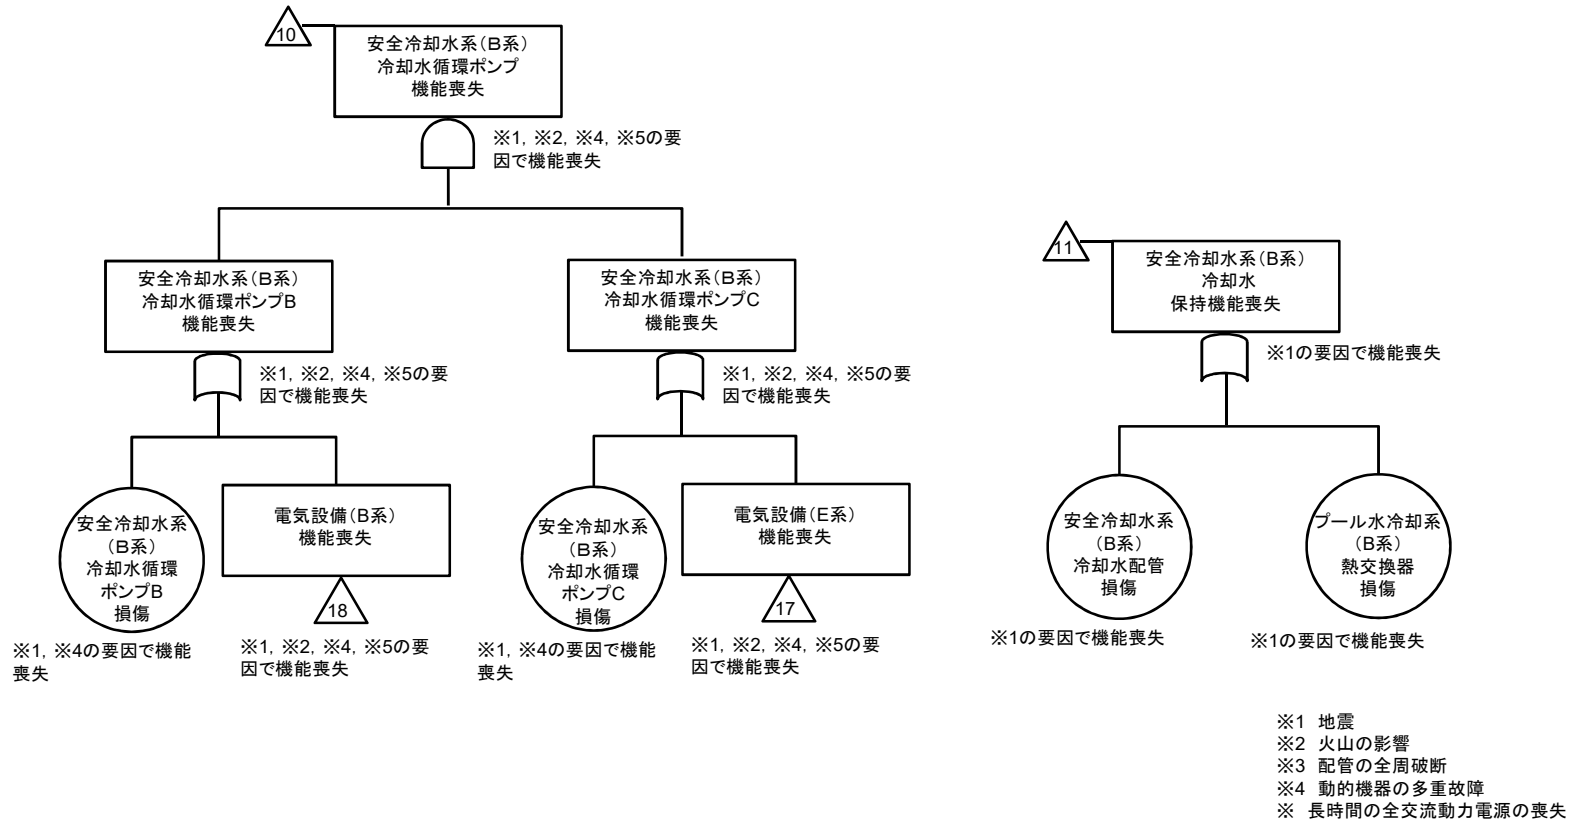 10
安全冷却水系（Ｂ系）
冷却水循環ポンプ
機能喪失
※1，※2，※4，※5の要
因で機能喪失
安全冷却水系（Ｂ系）
冷却水循環ポンプB
機能喪失
※1，※2，※4，※5の要
因で機能喪失
安全冷却水系（Ｂ系）
冷却水循環ポンプC
機能喪失
※1，※2，※4，※5の要
因で機能喪失
安全冷却水系
（Ｂ系）
冷却水循環
ポンプB
損傷
※1，※4の要因で機能
喪失
電気設備（Ｂ系）
機能喪失
18
※1，※2，※4，※5の要
因で機能喪失
安全冷却水系
（Ｂ系）
冷却水循環
ポンプC
損傷
※1，※4の要因で機能
喪失
電気設備（Ｅ系）
機能喪失
17
※1，※2，※4，※5の要
因で機能喪失
11
安全冷却水系（Ｂ系）
冷却水
保持機能喪失
※1の要因で機能喪失
安全冷却水系
（Ｂ系）
冷却水配管
損傷
※1の要因で機能喪失
プール水冷却系
（Ｂ系）
熱交換器
損傷
※1の要因で機能喪失
※1　地震
※2　火山の影響
※3　配管の全周破断
※4　動的機器の多重故障
※　長時間の全交流動力電源の喪失